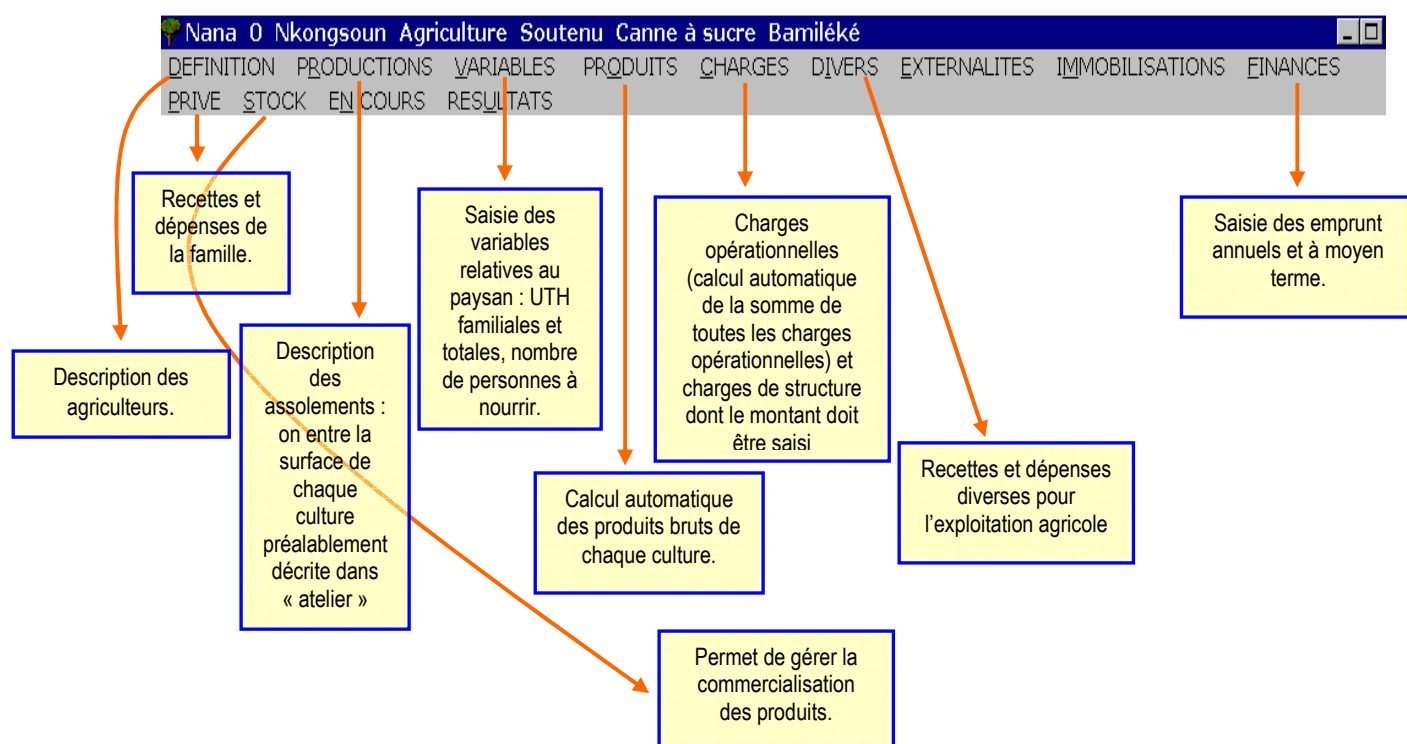 Nana 0 Nkongsoun Agriculture Soutenu Canne à sucre Bamiléké
DEFINITION PRODUCTIONS VARIABLES PRODUITS CHARGES DIVERS EXTERNALITES IMMOBILISATIONS FINANCES
PRIVE STOCK EN COURS RESULTATS
Recettes et
dépenses de
la famille.
Saisie des
variables
relatives au
paysan : UTH
familiales et
totales, nombre
de personnes à
nourrir.
Charges
opérationnelles
(calcul automatique
de la somme de
toutes les charges
opérationnelles) et
charges de structure
dont le montant doit
être saisi
Saisie des emprunt
annuels et à moyen
terme.
Description des
agriculteurs.
Description
des
assolements :
on entre la
surface de
chaque
culture
préalablement
décrite dans
« atelier »
Calcul automatique
des produits bruts de
chaque culture.
Recettes et dépenses
diverses pour
l’exploitation agricole
Permet de gérer la
commercialisation
des produits.